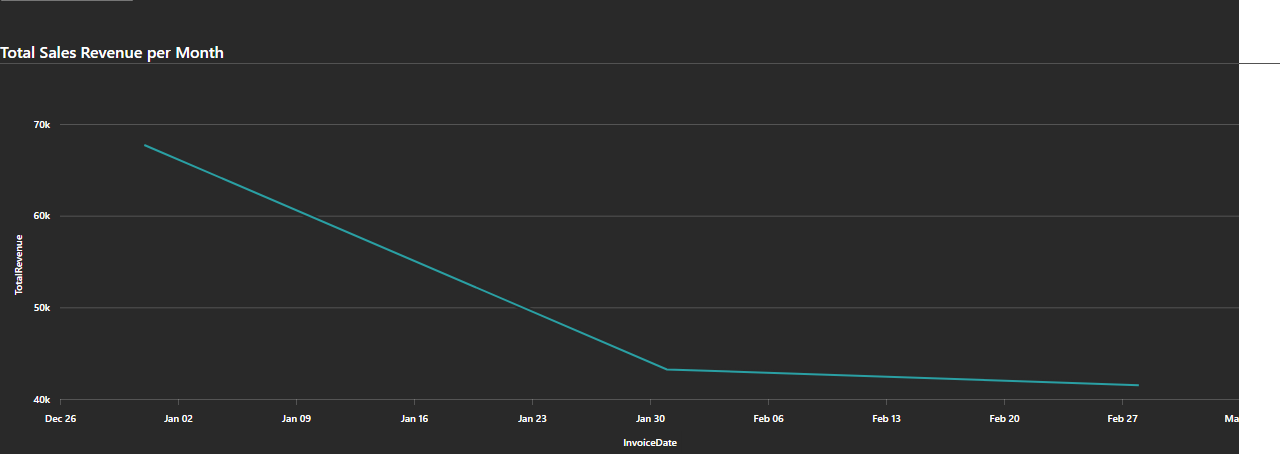 Total Sales Revenue per Month
70k
60k
50k
40k
TotalRevenue
Dec 26 Jan 02 Jan 09 Jan 16 Jan 23 Jan 30 Feb 06 Feb 13 Feb 20 Feb 27 Ma
InvoiceDate